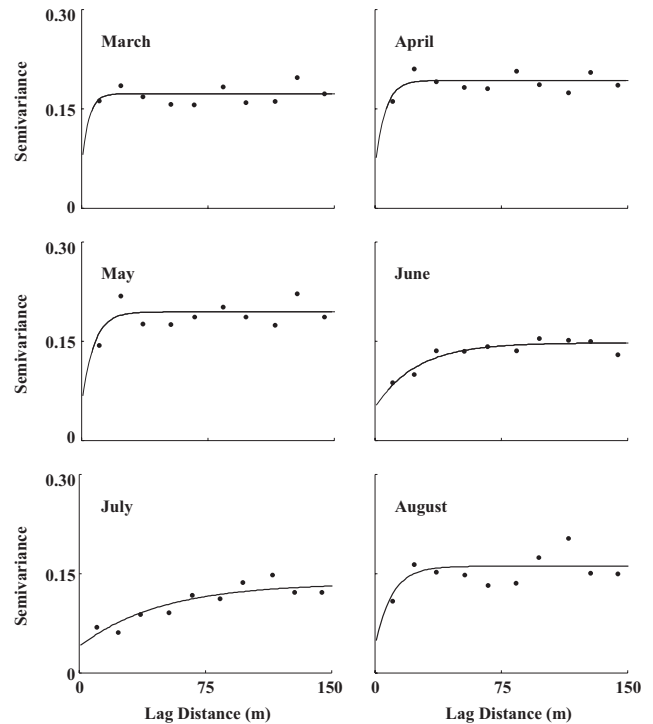 0.30
March
April
Semivariance
0.15
0
0.30
May
June
Semivariance
0.15
0
0.30
July
August
Semivariance
0.15
0
0 75 150
0 75 150
Lag Distance (m)
Lag Distance (m)